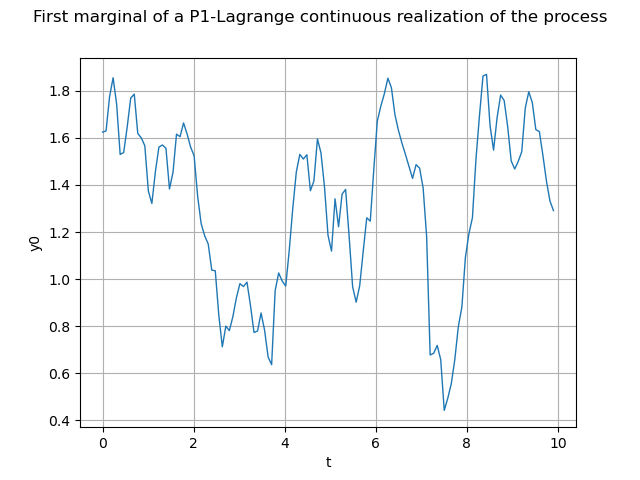 First marginal of a P1-Lagrange continuous realization of the process
1.8
1.6
1.4
1.2
1.0
0.8
0.6
0.4
y0
0 2 4 6 8 10
t